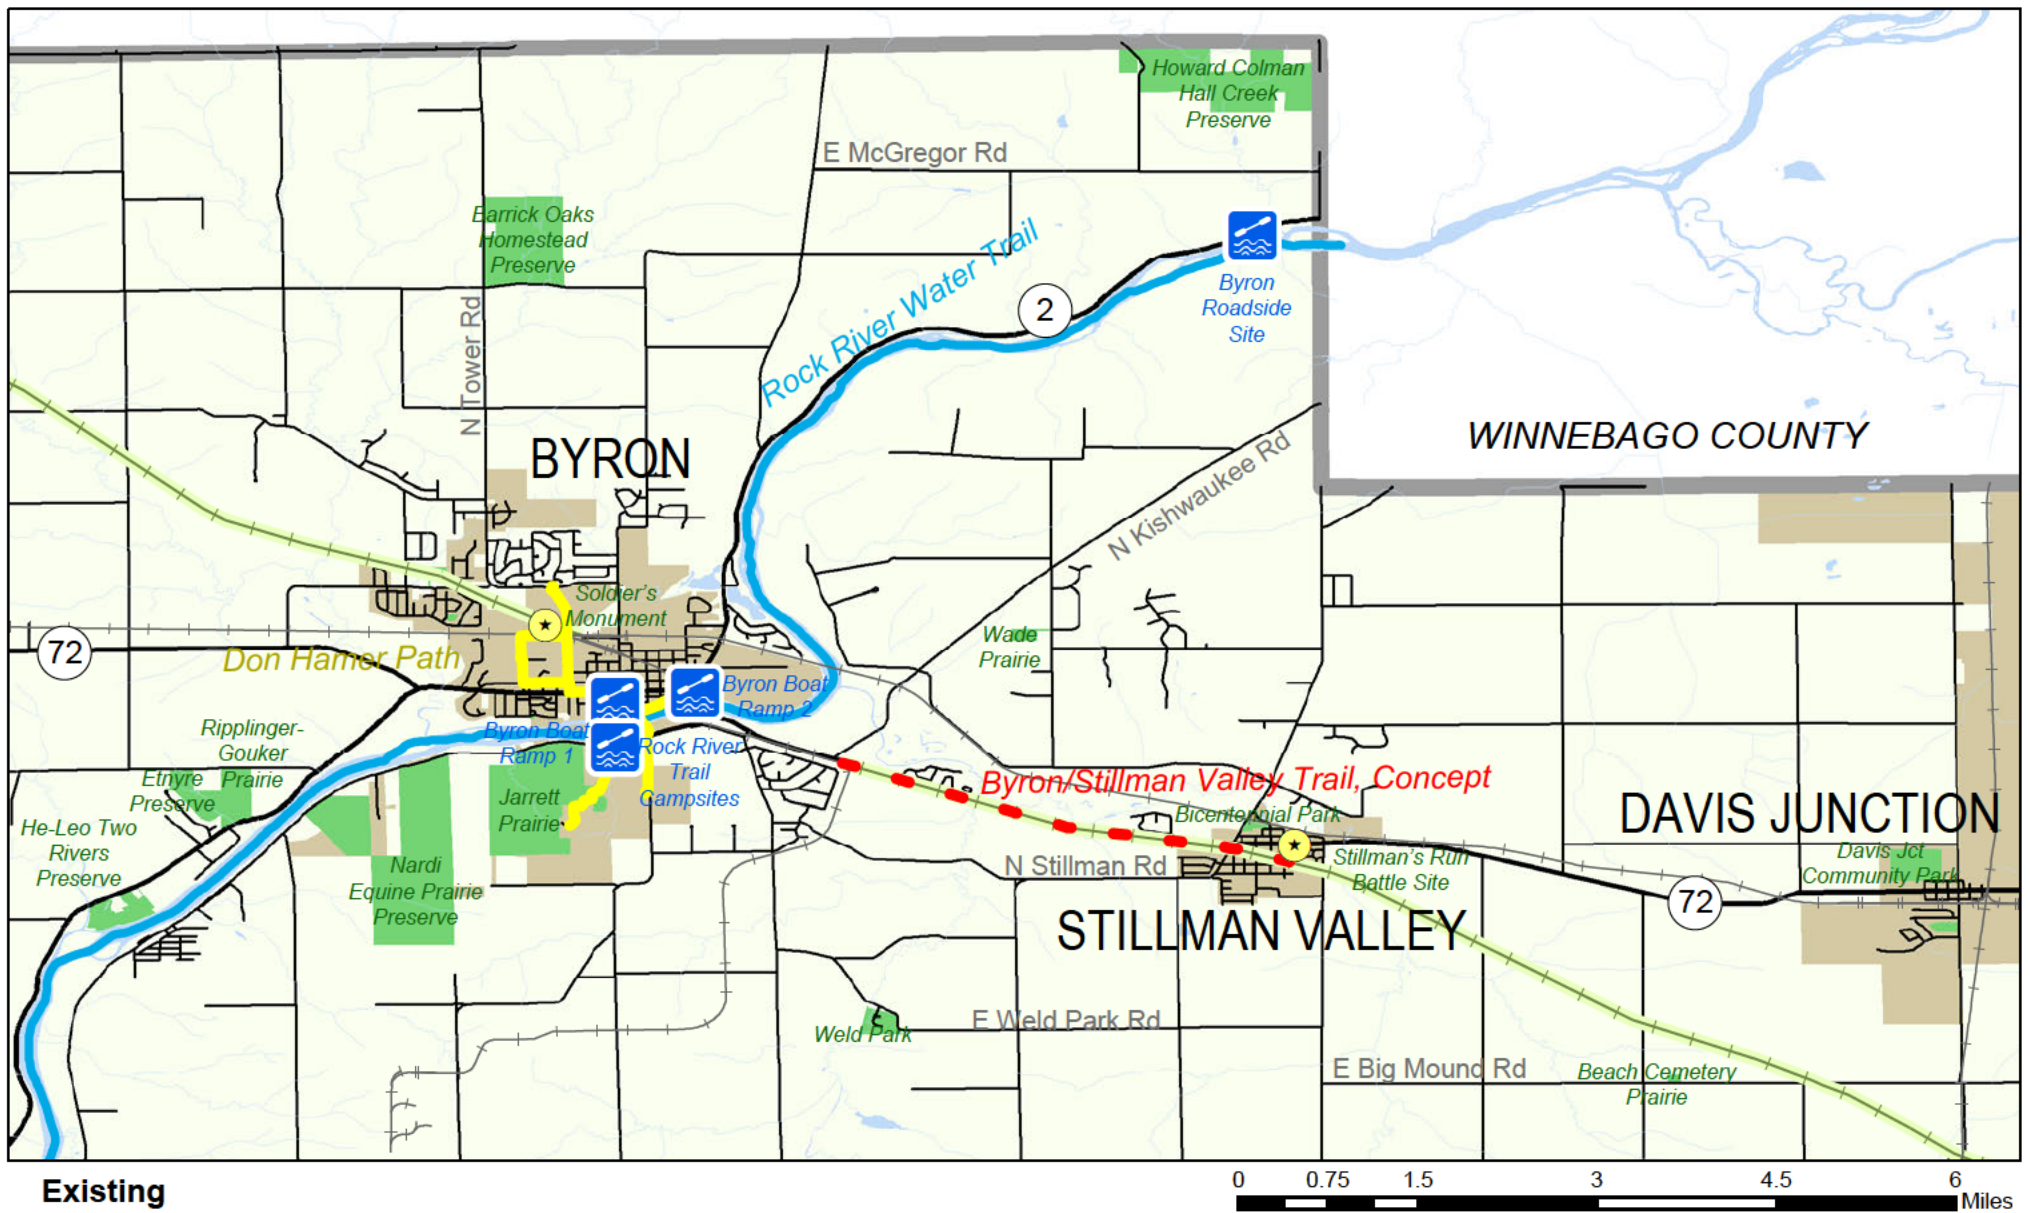 Howard Colman
Hall Creek
Preserve
E McGregor Rd
Barrick Oaks
Homestead
Preserve
Rock River Water Trail
2
Byron
Roadside
Site
N Tower Rd
BYRON
WINNEBAGO COUNTY
N Kishwaukee Rd
Soldier's
Monument
Wade
Prairie
72
Don Hamer Path
Byron Boat
Ramp 2
Byron Boat
Ramp 1
Rock River
Trail
Campsites
Ripplinger-
Gouker
Prairie
Etnyre
Preserve
Jarrett
Prairie
Byron/Stillman Valley Trail, Concept
Bicentennial Park
DAVIS JUNCTION
He-Leo Two
Rivers
Preserve
Nardi
Equine Prairie
Preserve
N Stillman Rd
Stillman's Run
Battle Site
Davis Jct
Community Park
72
STILLMAN VALLEY
Weld Park
E Weld Park Rd
E Big Mound Rd
Beach Cemetery
Prairie
Existing
0 0.75 1.5 3 4.5 6
Miles